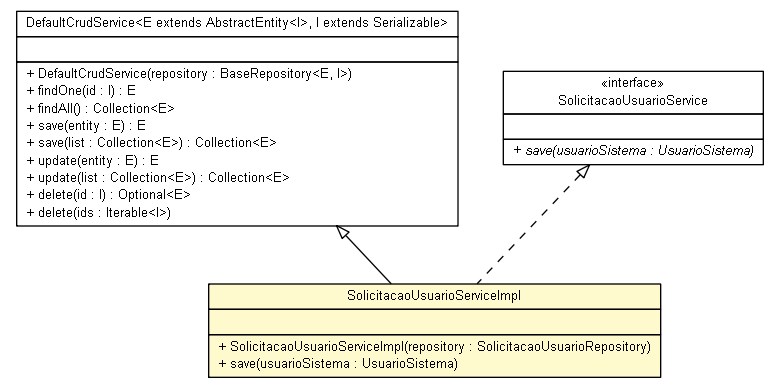 DefaultCrudService<E extends AbstractEntity<I>, I extends Serializable>
+ DefaultCrudService(repository : BaseRepository<E, I>)
+ findOne(id : I) : E
+ findAll() : Collection<E>
+ save(entity : E) : E
+ save(list : Collection<E>) : Collection<E>
+ update(entity : E) : E
+ update(list : Collection<E>) : Collection<E>
+ delete(id : I) : Optional<E>
+ delete(ids : Iterable<I>)
«interface»
SolicitacaoUsuarioService
+ save(usuarioSistema : UsuarioSistema)
SolicitacaoUsuarioServiceImpl
+ SolicitacaoUsuarioServiceImpl(repository : SolicitacaoUsuarioRepository)
+ save(usuarioSistema : UsuarioSistema)